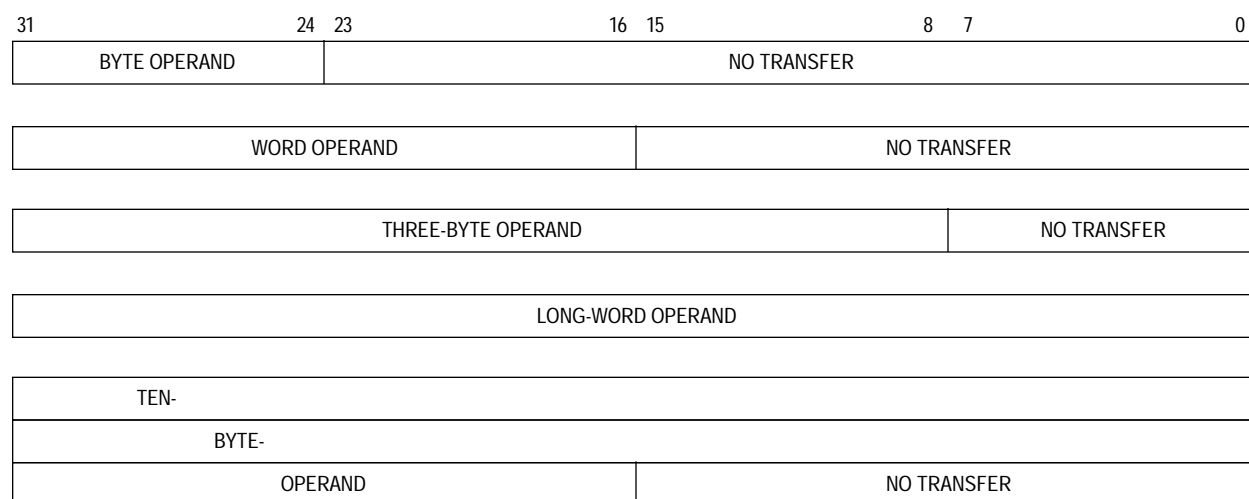 31 24 23 16 15 8 7 0
BYTE OPERAND NO TRANSFER
WORD OPERAND NO TRANSFER
THREE-BYTE OPERAND NO TRANSFER
LONG-WORD OPERAND
TEN-
BYTE-
OPERAND NO TRANSFER